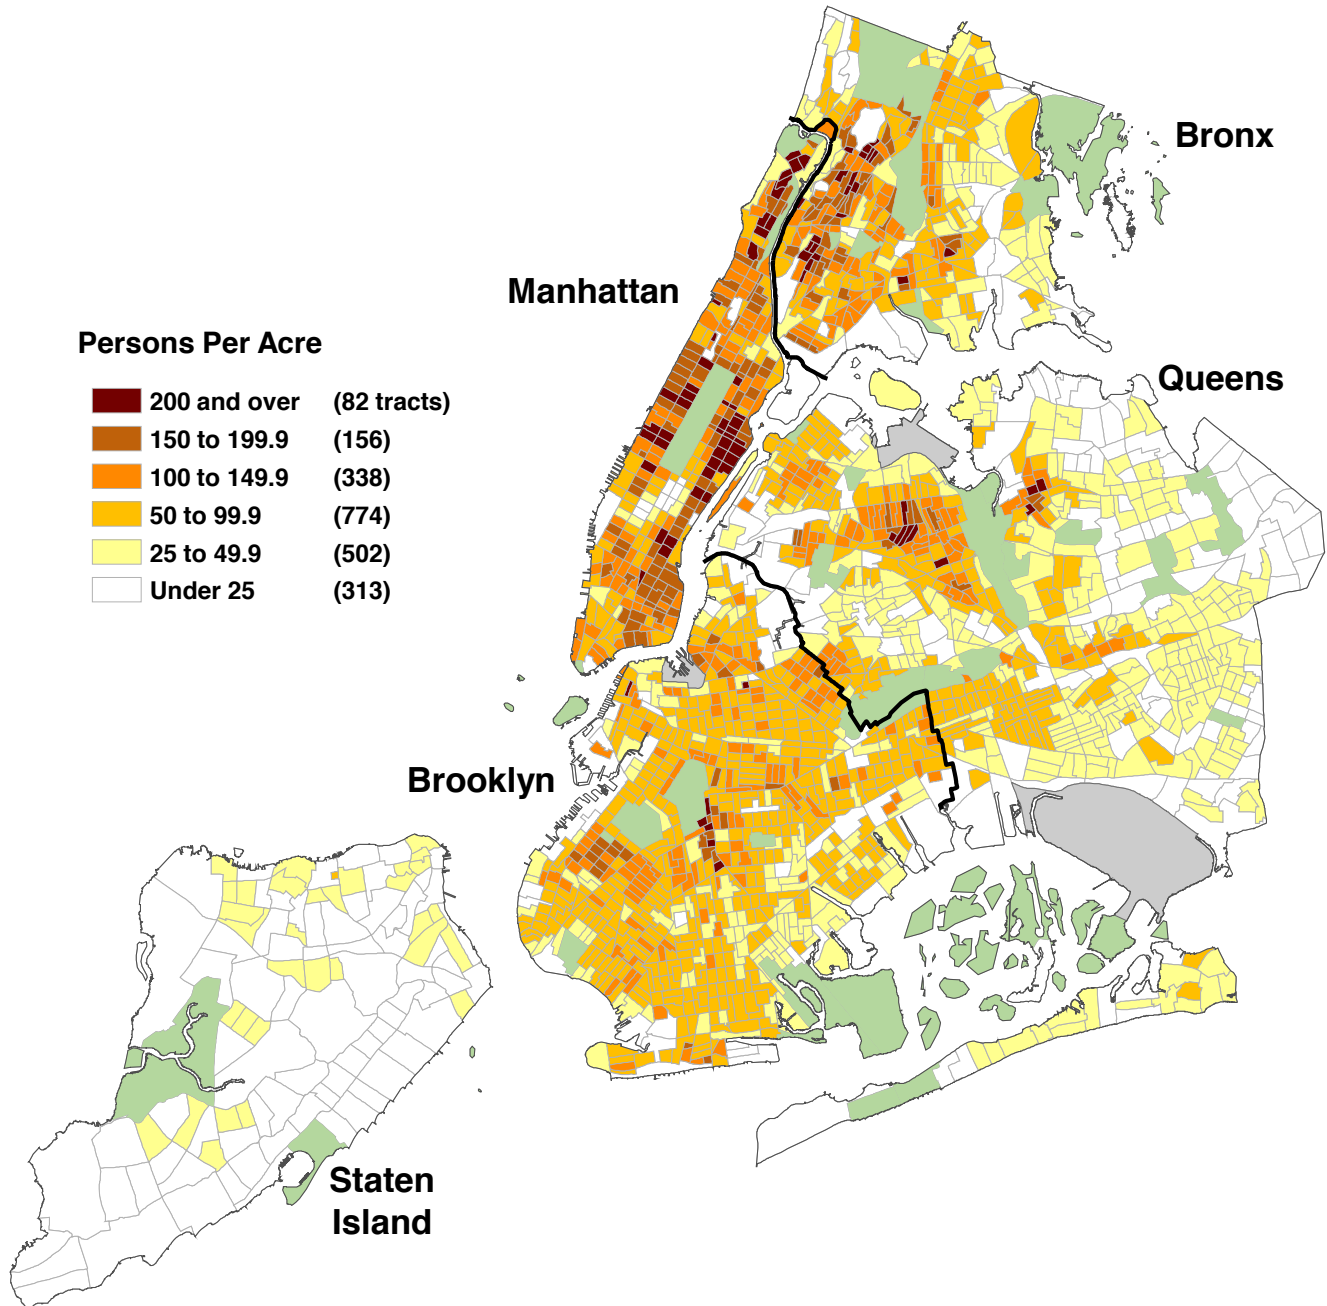 Bronx
Manhattan
Persons Per Acre
Queens
200 and over (82 tracts)
150 to 199.9 (156)
100 to 149.9 (338)
50 to 99.9 (774)
25 to 49.9 (502)
Under 25 (313)
Brooklyn
Staten
Island